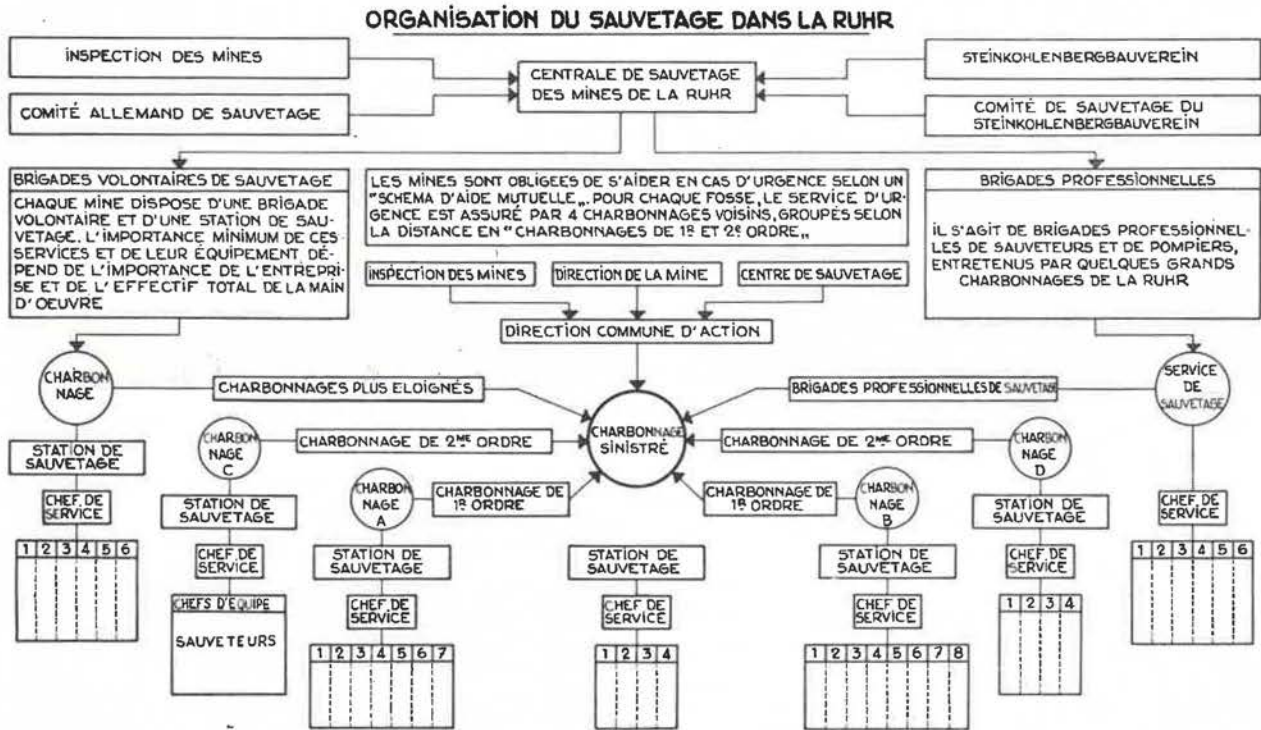 ORGANISATION DU SAUVETAGE DANS LA RUHR
INSPECTION DES MINES
COMITÉ ALLEMAND DE SAUVETAGE
CENTRALE DE SAUVETAGE
DES MINES DE LA RUHR
STEINKOHLENBERGBAUVEREIN
COMITÉ DE SAUVETAGE DU
STEINKOHLENBERGBAUVEREIN
BRIGADES VOLONTAIRES DE SAUVETAGE
CHAQUE MINE DISPOSE D'UNE BRIGADE
VOLONTAIRE ET D'UNE STATION DE SAU-
VETAGE. L'IMPORTANCE MINIMUM DE CES
SERVICES ET DE LEUR ÉQUIPEMENT DÉ-
PEND DE L'IMPORTANCE DE L'ENTREPRI-
SE ET DE L'EFFECTIF TOTAL DE LA MAIN
D'OEUVRE
LES MINES SONT OBLIGEES DE S'AIDER EN CAS D'URGENCE SELON UN
"SCHEMA D'AIDE MUTUELLE„. POUR CHAQUE FOSSE, LE SERVICE D'UR-
GENCE EST ASSURÉ PAR 4 CHARBONNAGES VOISINS, GROUPÉS SELON
LA DISTANCE EN "CHARBONNAGES DE 1R ET 2E ORDRE„
BRIGADES PROFESSIONNELLES
IL S'AGIT DE BRIGADES PROFESSIONNEL-
LES DE SAUVETEURS ET DE POMPIERS,
ENTRETENUS PAR QUELQUES GRANDS
CHARBONNAGES DE LA RUHR
INSPECTION DES MINES
DIRECTION DE LA MINE
CENTRE DE SAUVETAGE
DIRECTION COMMUNE D'ACTION
CHARBON
NAGE
CHARBONNAGES PLUS ELOIGNÉS
CHARBONNAGE
SINISTRÉ
BRIGADES PROFESSIONNELLES DE SAUVETAGE
SERVICE
DE
SAUVETAGE
STATION DE
SAUVETAGE
CHEF DE
SERVICE
1 2 3 4 5 6
CHARBON
NAGE
C
CHARBONNAGE DE 2ME ORDRE
STATION DE
SAUVETAGE
CHEF DE
SERVICE
CHEFS D'EQUIPE
SAUVETEURS
CHARBON
NAGE
A
CHARBONNAGE DE
1R ORDRE
STATION DE
SAUVETAGE
CHEF DE
SERVICE
1 2 3 4 5 6 7
STATION DE
SAUVETAGE
CHEF DE
SERVICE
1 2 3 4
CHARBONNAGE DE
1R ORDRE
CHARBON
NAGE
B
STATION DE
SAUVETAGE
CHEF DE
SERVICE
1 2 3 4 5 6 7 8
CHARBONNAGE DE 2ME ORDRE
CHARBON
NAGE
D
STATION DE
SAUVETAGE
CHEF DE
SERVICE
1 2 3 4
CHEF DE
SERVICE
1 2 3 4 5 6